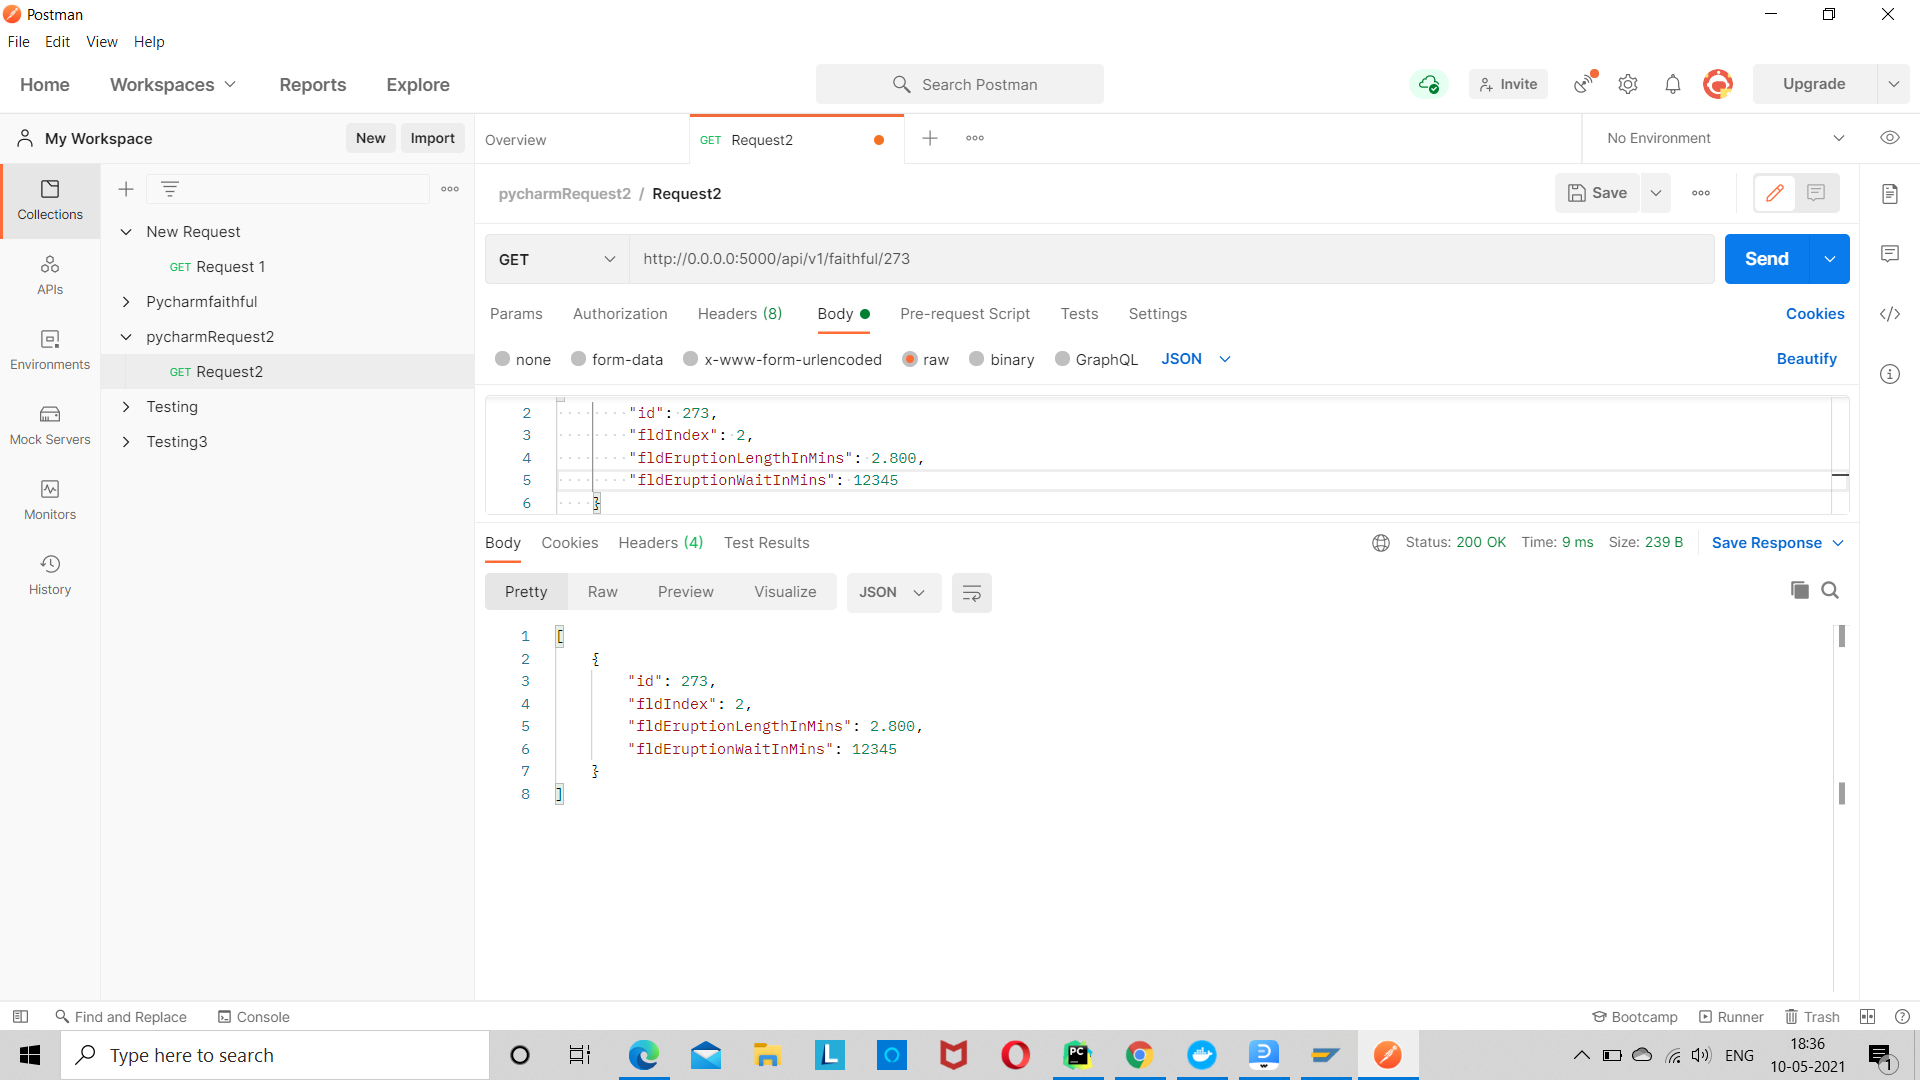 Postman
File Edit View Help
Home Workspaces Reports Explore Search Postman Invite Upgrade
My Workspace New Import Overview GET Request2 No Environment
Collections
APIs
Environments
Mock Servers
Monitors
History
New Request
GET Request 1
Pycharmfaithful
pycharmRequest2
GET Request2
Testing
Testing3
pycharmRequest2 / Request2 Save
GET http://0.0.0.0:5000/api/v1/faithful/273 Send
Params Authorization Headers (8) Body Pre-request Script Tests Settings Cookies
none form-data x-www-form-urlencoded raw binary GraphQL JSON Beautify
2 "id": 273,
3 "fldIndex": 2,
4 "fldEruptionLengthInMins": 2.800,
5 "fldEruptionWaitInMins": 12345
6 }
Body Cookies Headers (4) Test Results Status: 200 OK Time: 9 ms Size: 239 B Save Response
Pretty Raw Preview Visualize JSON
1 [
2 {
3 "id": 273,
4 "fldIndex": 2,
5 "fldEruptionLengthInMins": 2.800,
6 "fldEruptionWaitInMins": 12345
7 }
8 ]
Find and Replace Console Bootcamp Runner Trash
Type here to search ENG 18:36
10-05-2021 1